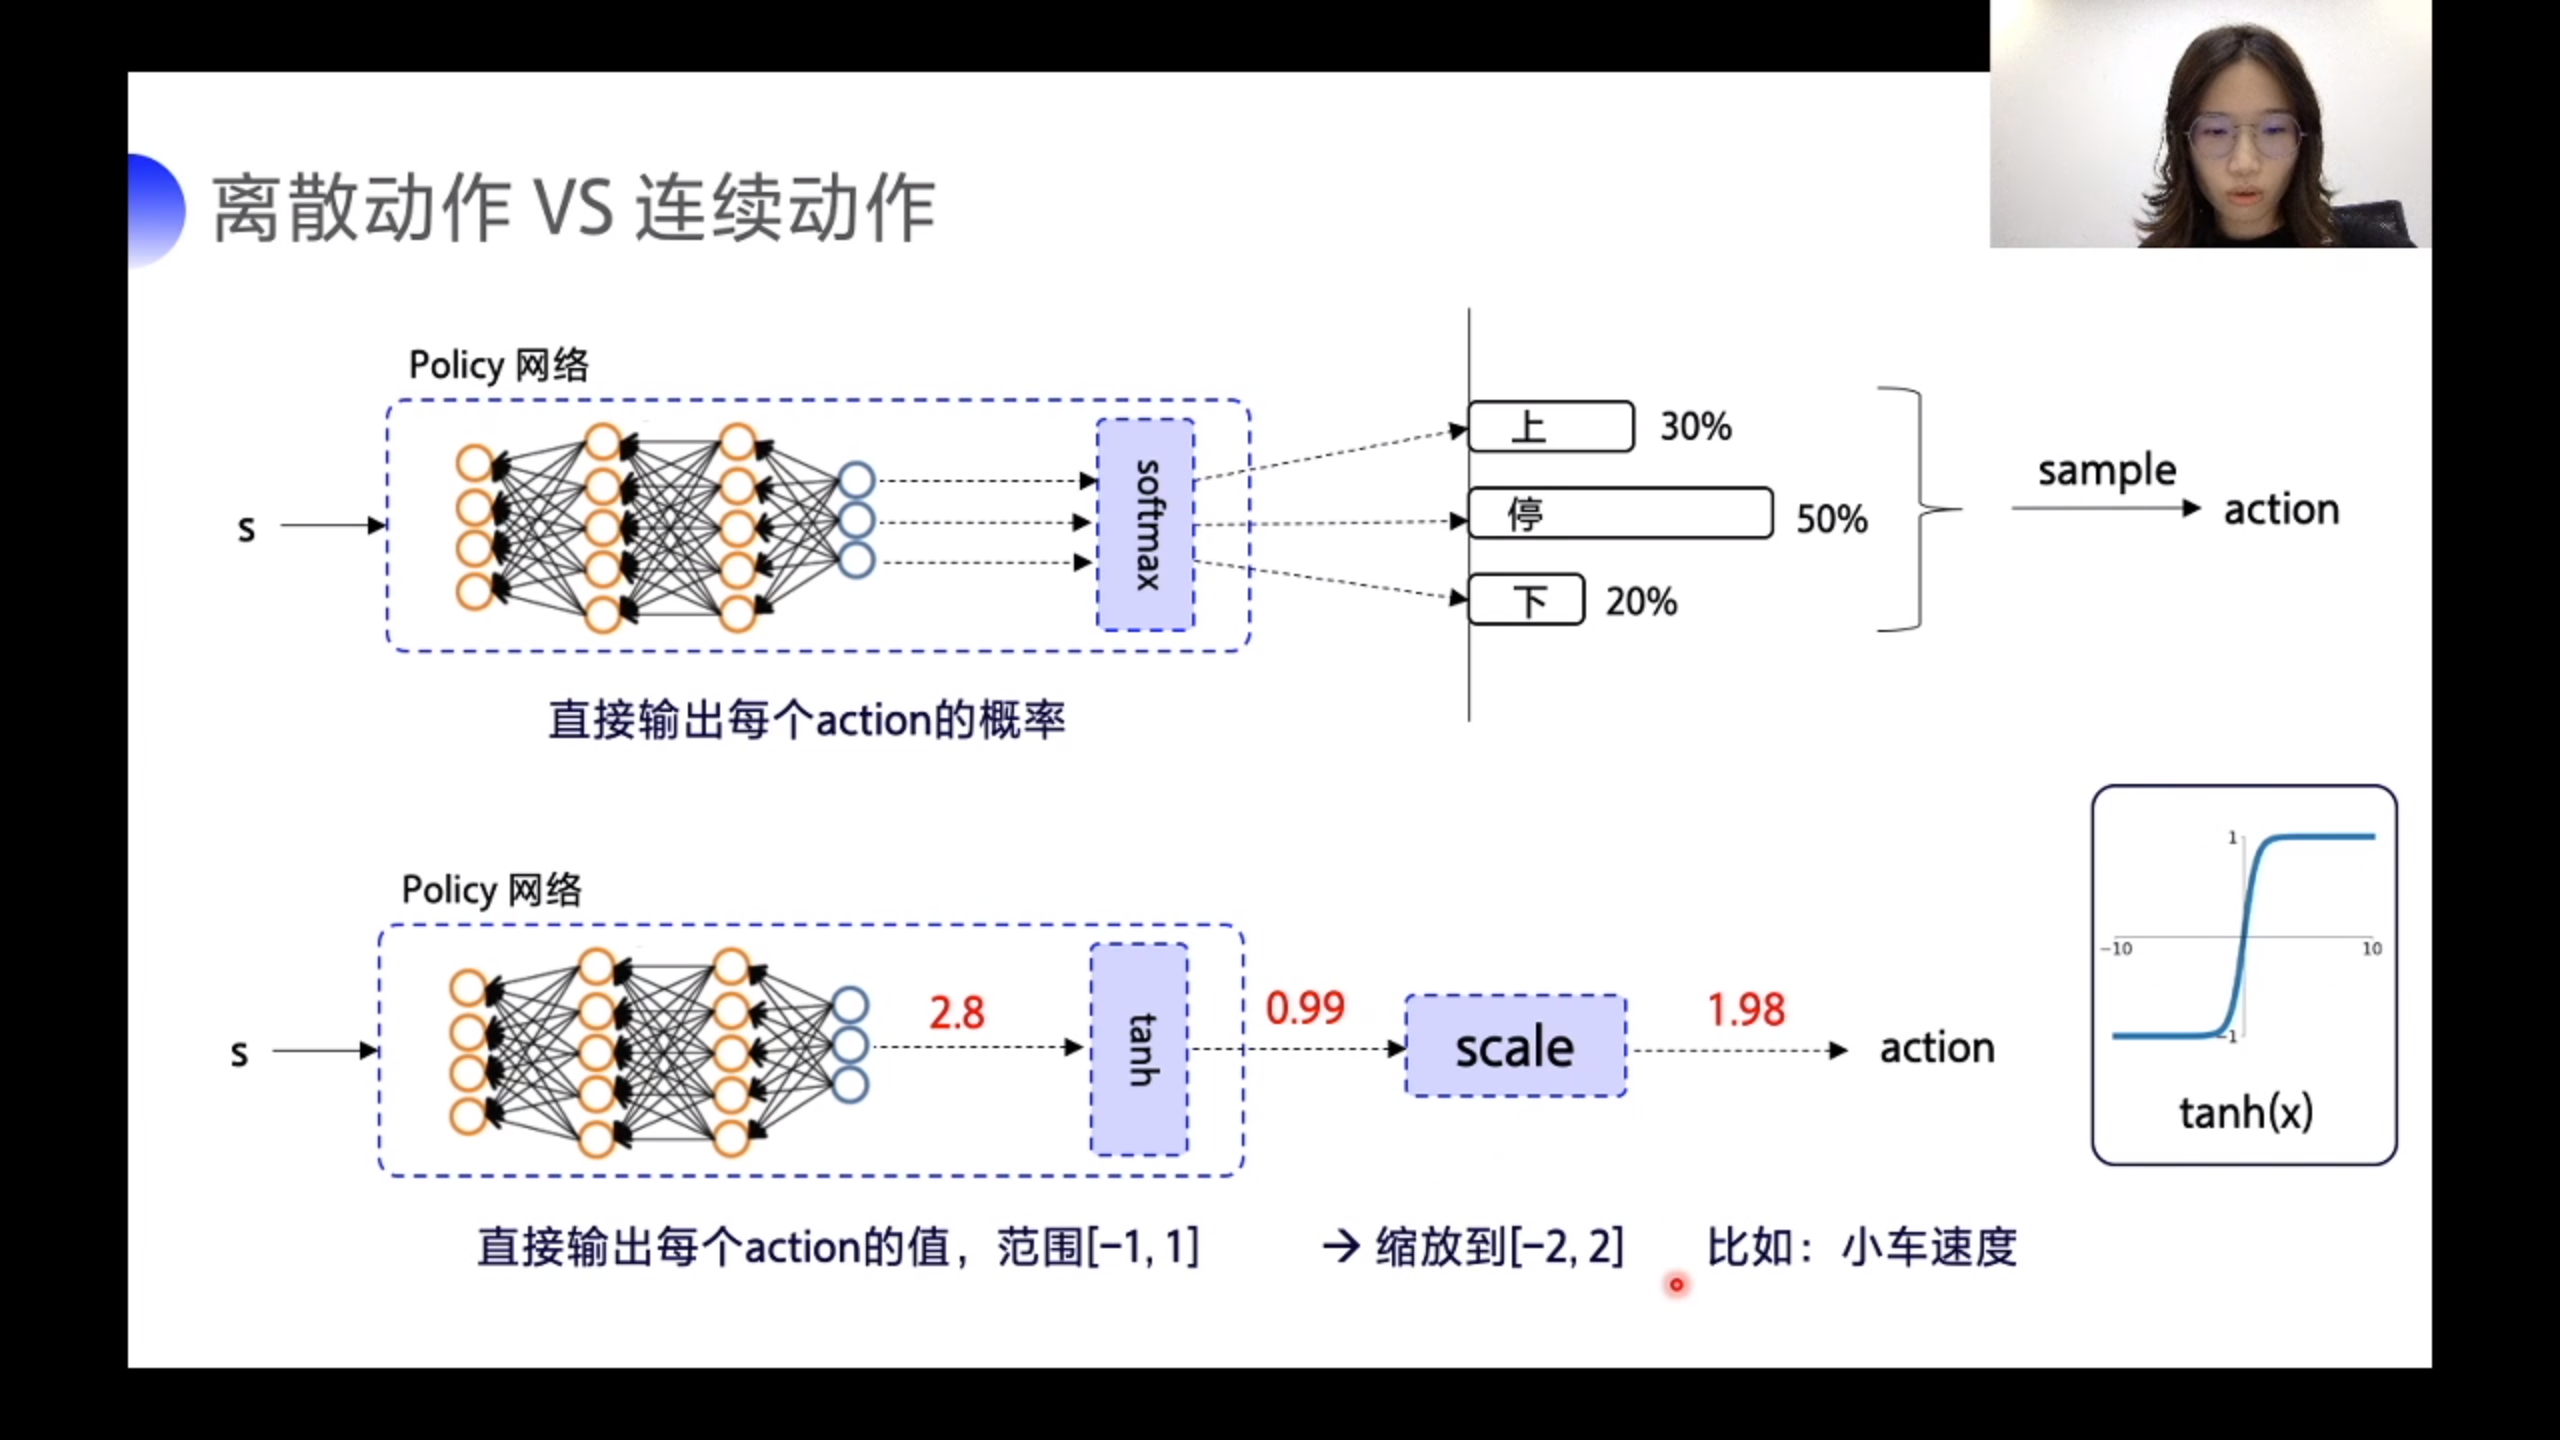 离散动作 VS 连续动作
Policy 网络
s
softmax
上
30%
停
50%
下
20%
sample
action
直接输出每个action的概率
Policy 网络
s
2.8
tanh
0.99
scale
1.98
action
1
-10
10
-1
tanh(x)
直接输出每个action的值，范围[-1, 1]
→ 缩放到[-2, 2]
比如：小车速度